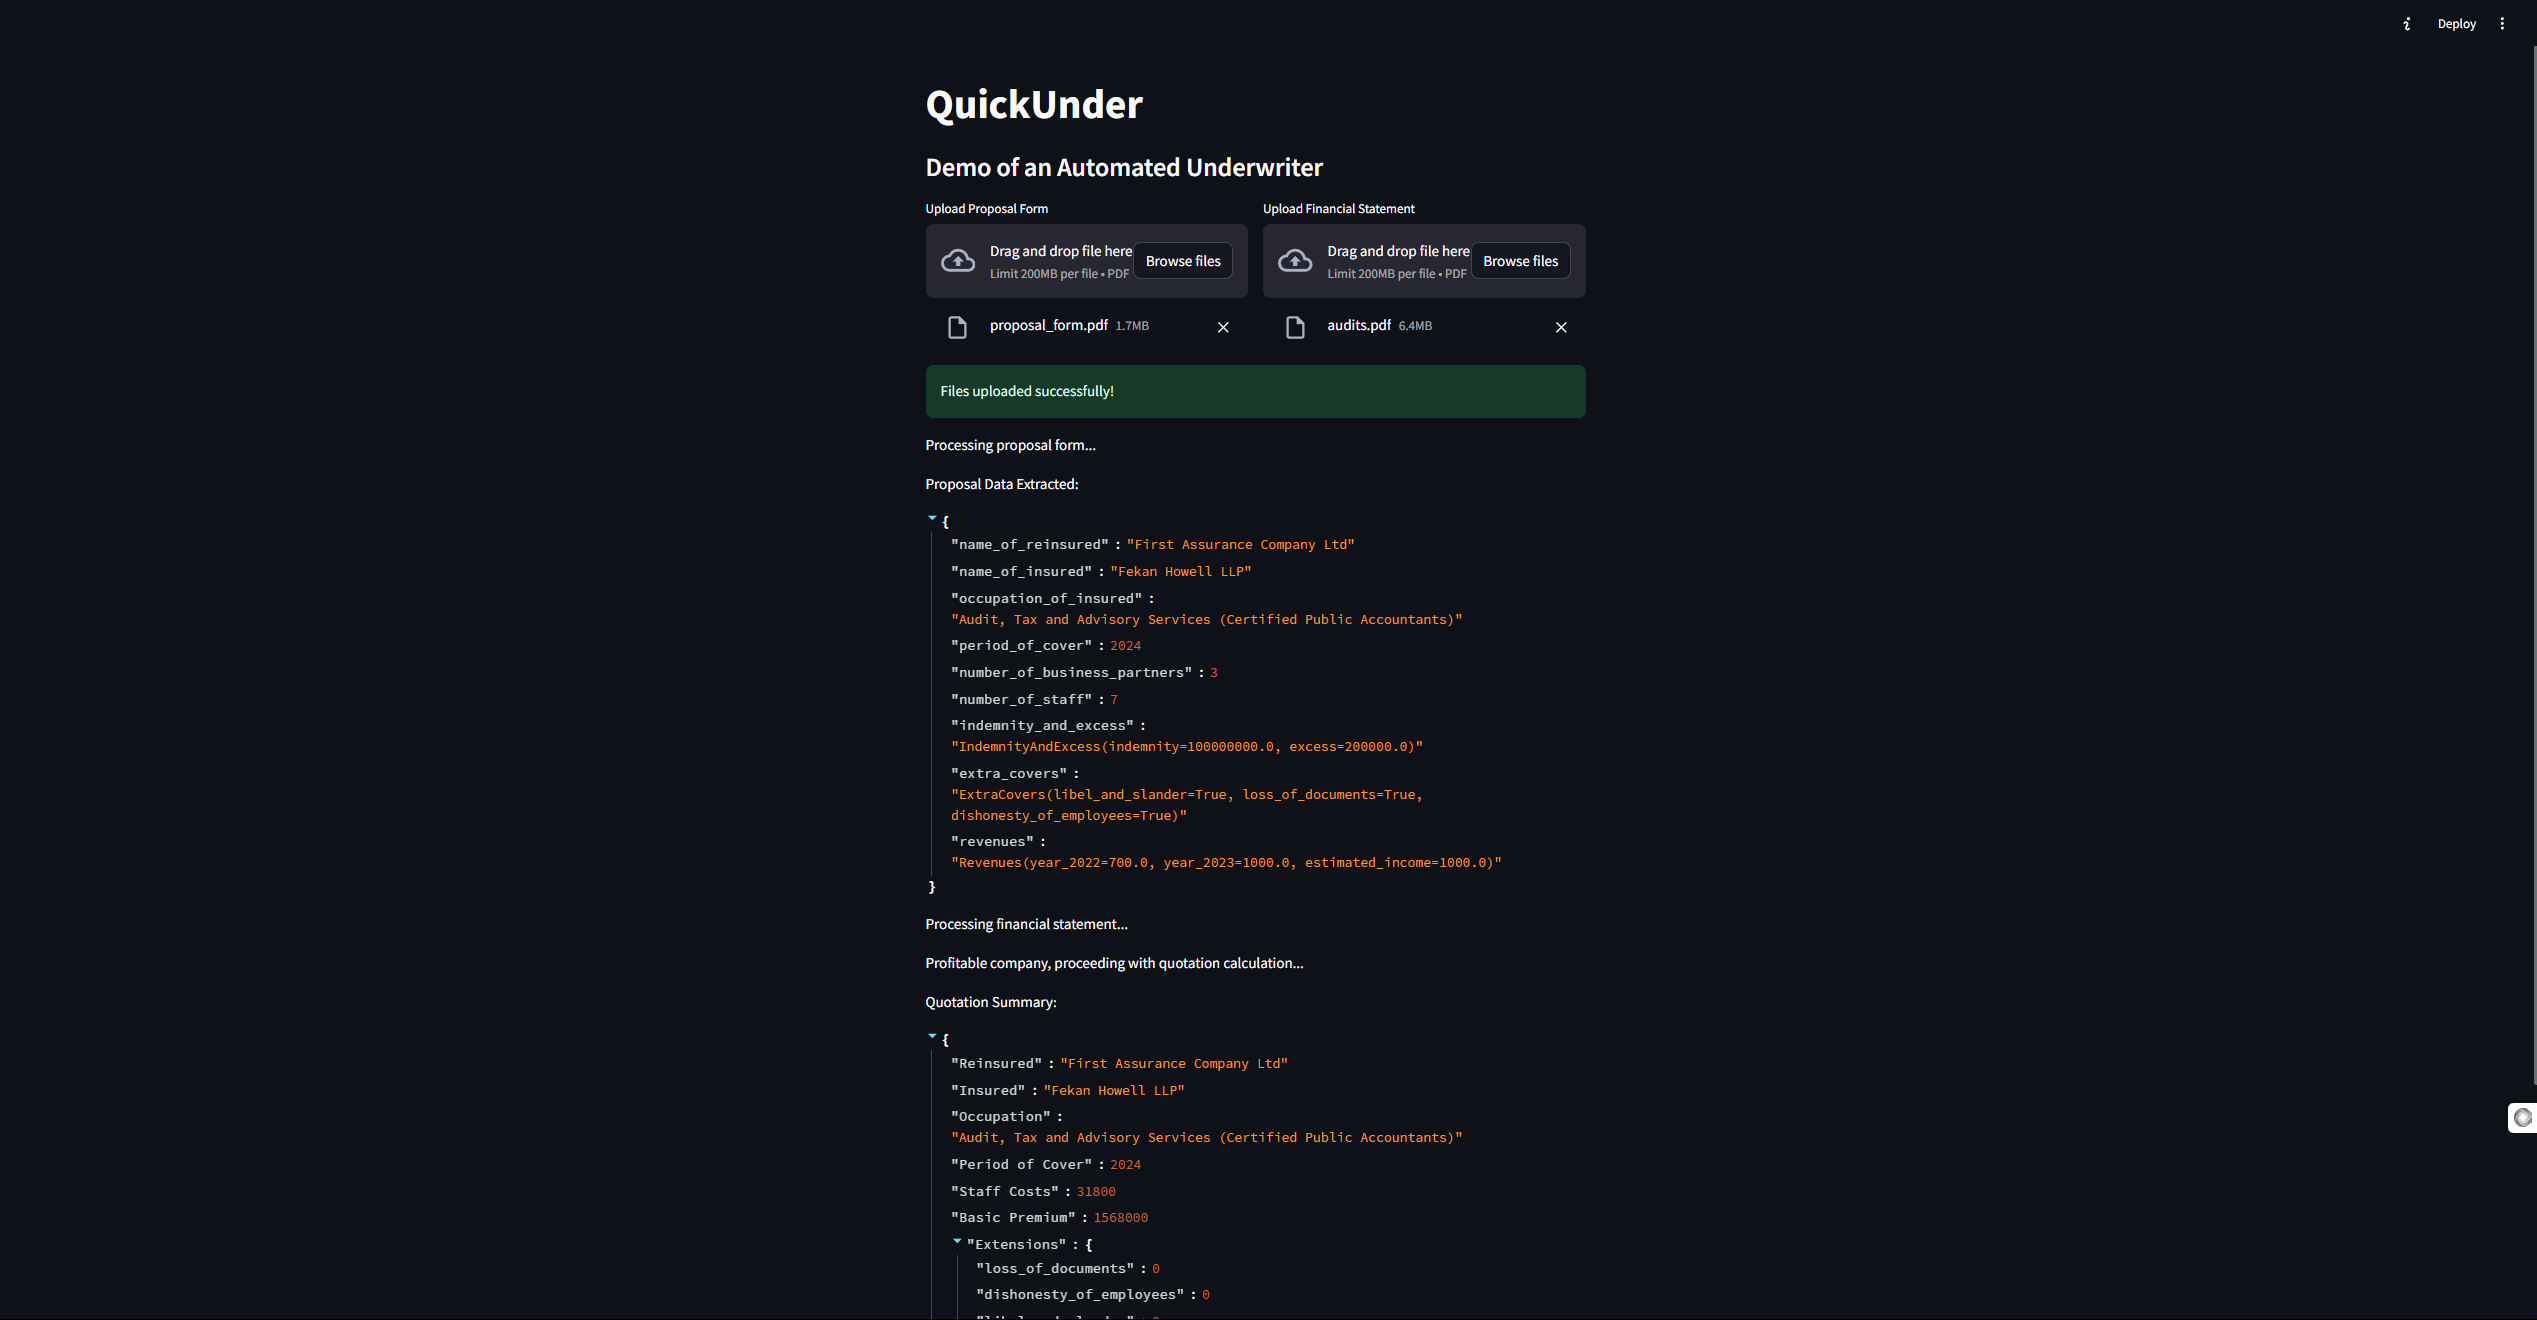 Deploy
QuickUnder
Demo of an Automated Underwriter
Upload Proposal Form
Upload Financial Statement
Drag and drop file here
Limit 200MB per file • PDF
Browse files
Drag and drop file here
Limit 200MB per file • PDF
Browse files
proposal_form.pdf 1.7MB
audits.pdf 6.4MB
Files uploaded successfully!
Processing proposal form...
Proposal Data Extracted:
{
"name_of_reinsured" : "First Assurance Company Ltd"
"name_of_insured" : "Fekan Howell LLP"
"occupation_of_insured" :
"Audit, Tax and Advisory Services (Certified Public Accountants)"
"period_of_cover" : 2024
"number_of_business_partners" : 3
"number_of_staff" : 7
"indemnity_and_excess" :
"IndemnityAndExcess(indemnity=100000000.0, excess=200000.0)"
"extra_covers" :
"ExtraCovers(libel_and_slander=True, loss_of_documents=True,
dishonesty_of_employees=True)"
"revenues" :
"Revenues(year_2022=700.0, year_2023=1000.0, estimated_income=1000.0)"
}
Processing financial statement...
Profitable company, proceeding with quotation calculation...
Quotation Summary:
{
"Reinsured" : "First Assurance Company Ltd"
"Insured" : "Fekan Howell LLP"
"Occupation" :
"Audit, Tax and Advisory Services (Certified Public Accountants)"
"Period of Cover" : 2024
"Staff Costs" : 31800
"Basic Premium" : 1568000
"Extensions" : {
"loss_of_documents" : 0
"dishonesty_of_employees" : 0